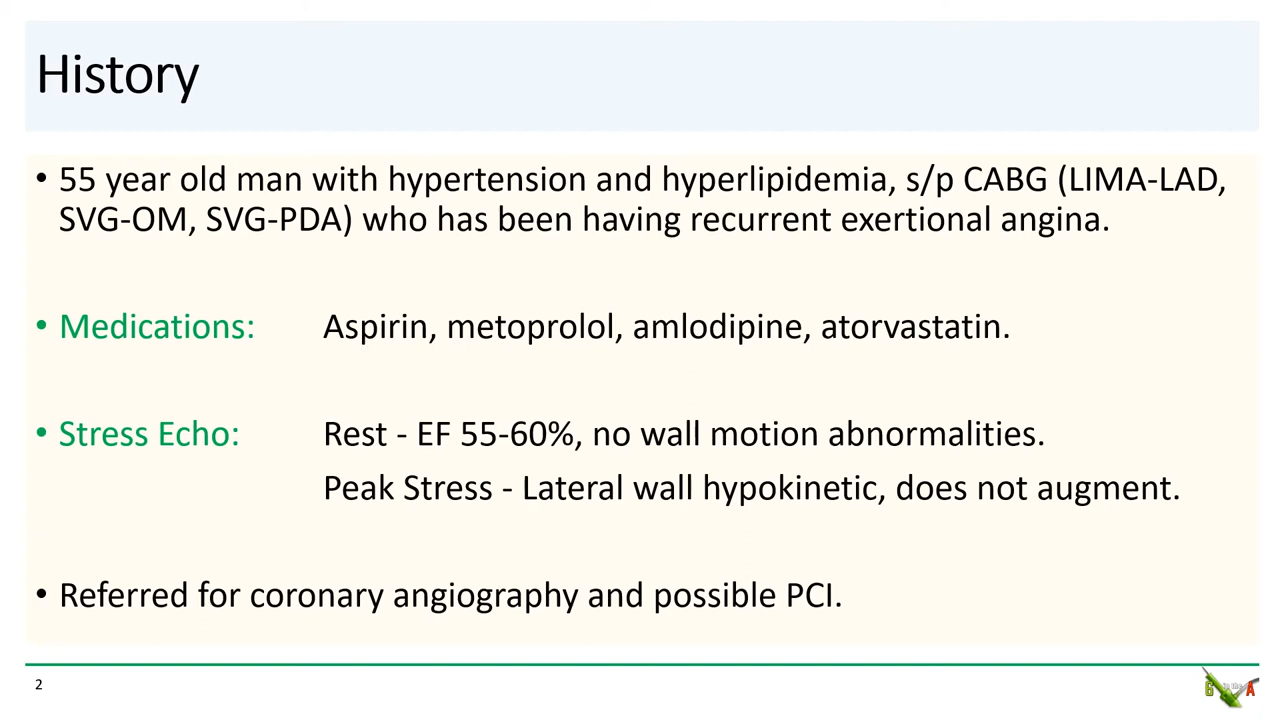 History
• 55 year old man with hypertension and hyperlipidemia, s/p CABG (LIMA-LAD,
SVG-OM, SVG-PDA) who has been having recurrent exertional angina.
• Medications: Aspirin, metoprolol, amlodipine, atorvastatin.
• Stress Echo: Rest - EF 55-60%, no wall motion abnormalities.
Peak Stress - Lateral wall hypokinetic, does not augment.
• Referred for coronary angiography and possible PCI.
2
G in the A